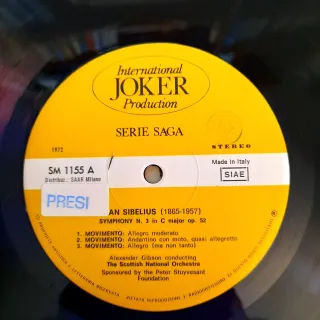 International
JOKER
Production
SERIE SAGA
1972
STEREO
SM 1155 A
Distribuz.: SAAR Milano
Made in Italy
SIAE
PRESI
AN SIBELIUS (1865-1957)
SYMPHONY N. 3 in C major op. 52
1. MOVIMENTO: Allegro moderato
2. MOVIMENTO: Andantino con moto, quasi allegretto
3. MOVIMENTO: Allegro (ma non tanto)
Alexander Gibson conducting
The Scottish National Orchestra
Sponsored by the Peter Stuyvesant
Foundation